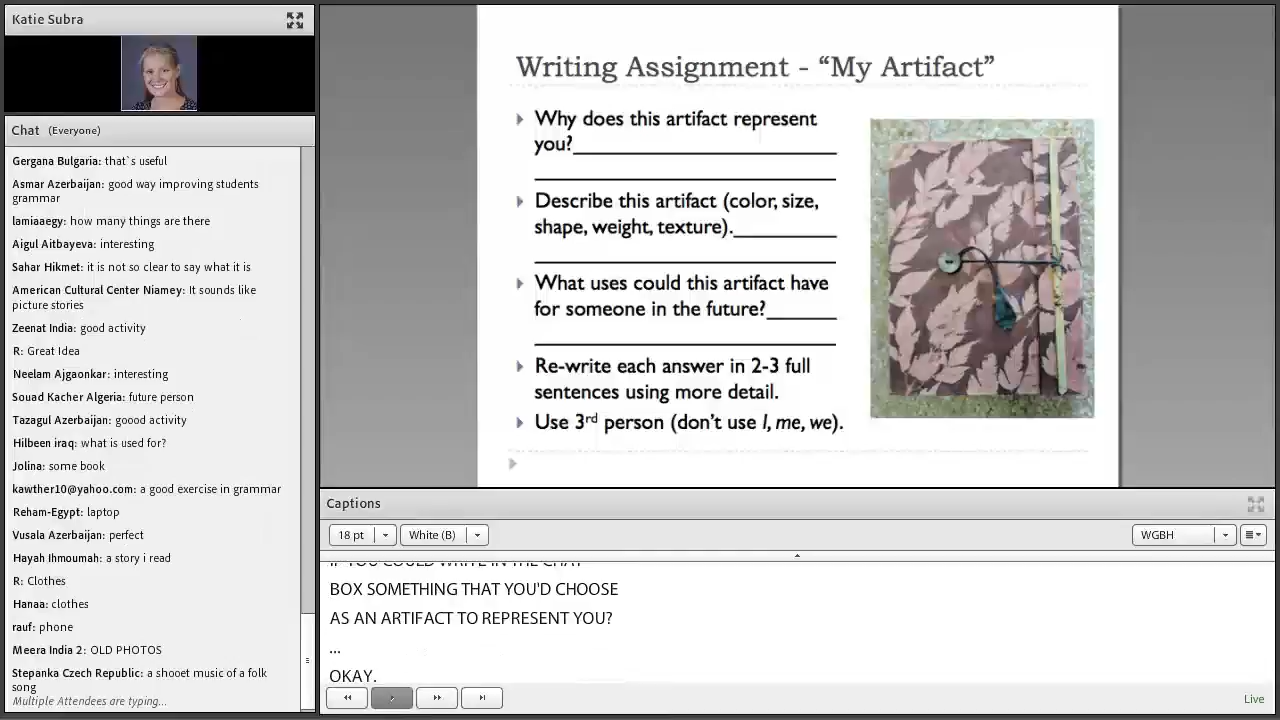 Katie Subra
Chat (Everyone)
Gergana Bulgaria: that`s useful
Asmar Azerbaijan: good way improving students
grammar
lamiaaegy: how many things are there
Aigul Aitbayeva: interesting
Sahar Hikmet: it is not so clear to say what it is
American Cultural Center Niamey: It sounds like
picture stories
Zeenat India: good activity
R: Great Idea
Neelam Ajgaonkar: interesting
Souad Kacher Algeria: future person
Tazagul Azerbaijan: goood activity
Hilbeen iraq: what is used for?
Jolina: some book
kawther10@yahoo.com: a good exercise in grammar
Reham-Egypt: laptop
Vusala Azerbaijan: perfect
Hayah Ihmoumah: a story i read
R: Clothes
Hanaa: clothes
rauf: phone
Meera India 2: OLD PHOTOS
Stepanka Czech Republic: a shooet music of a folk
song
Multiple Attendees are typing...
Writing Assignment - “My Artifact”
Why does this artifact represent
you?
Describe this artifact (color, size,
shape, weight, texture).
What uses could this artifact have
for someone in the future?
Re-write each answer in 2-3 full
sentences using more detail.
Use 3rd person (don’t use I, me, we).
Captions
18 pt
White (B)
WGBH
IF YOU COULD WRITE IN THE CHAT
BOX SOMETHING THAT YOU'D CHOOSE
AS AN ARTIFACT TO REPRESENT YOU?
...
OKAY.
Live